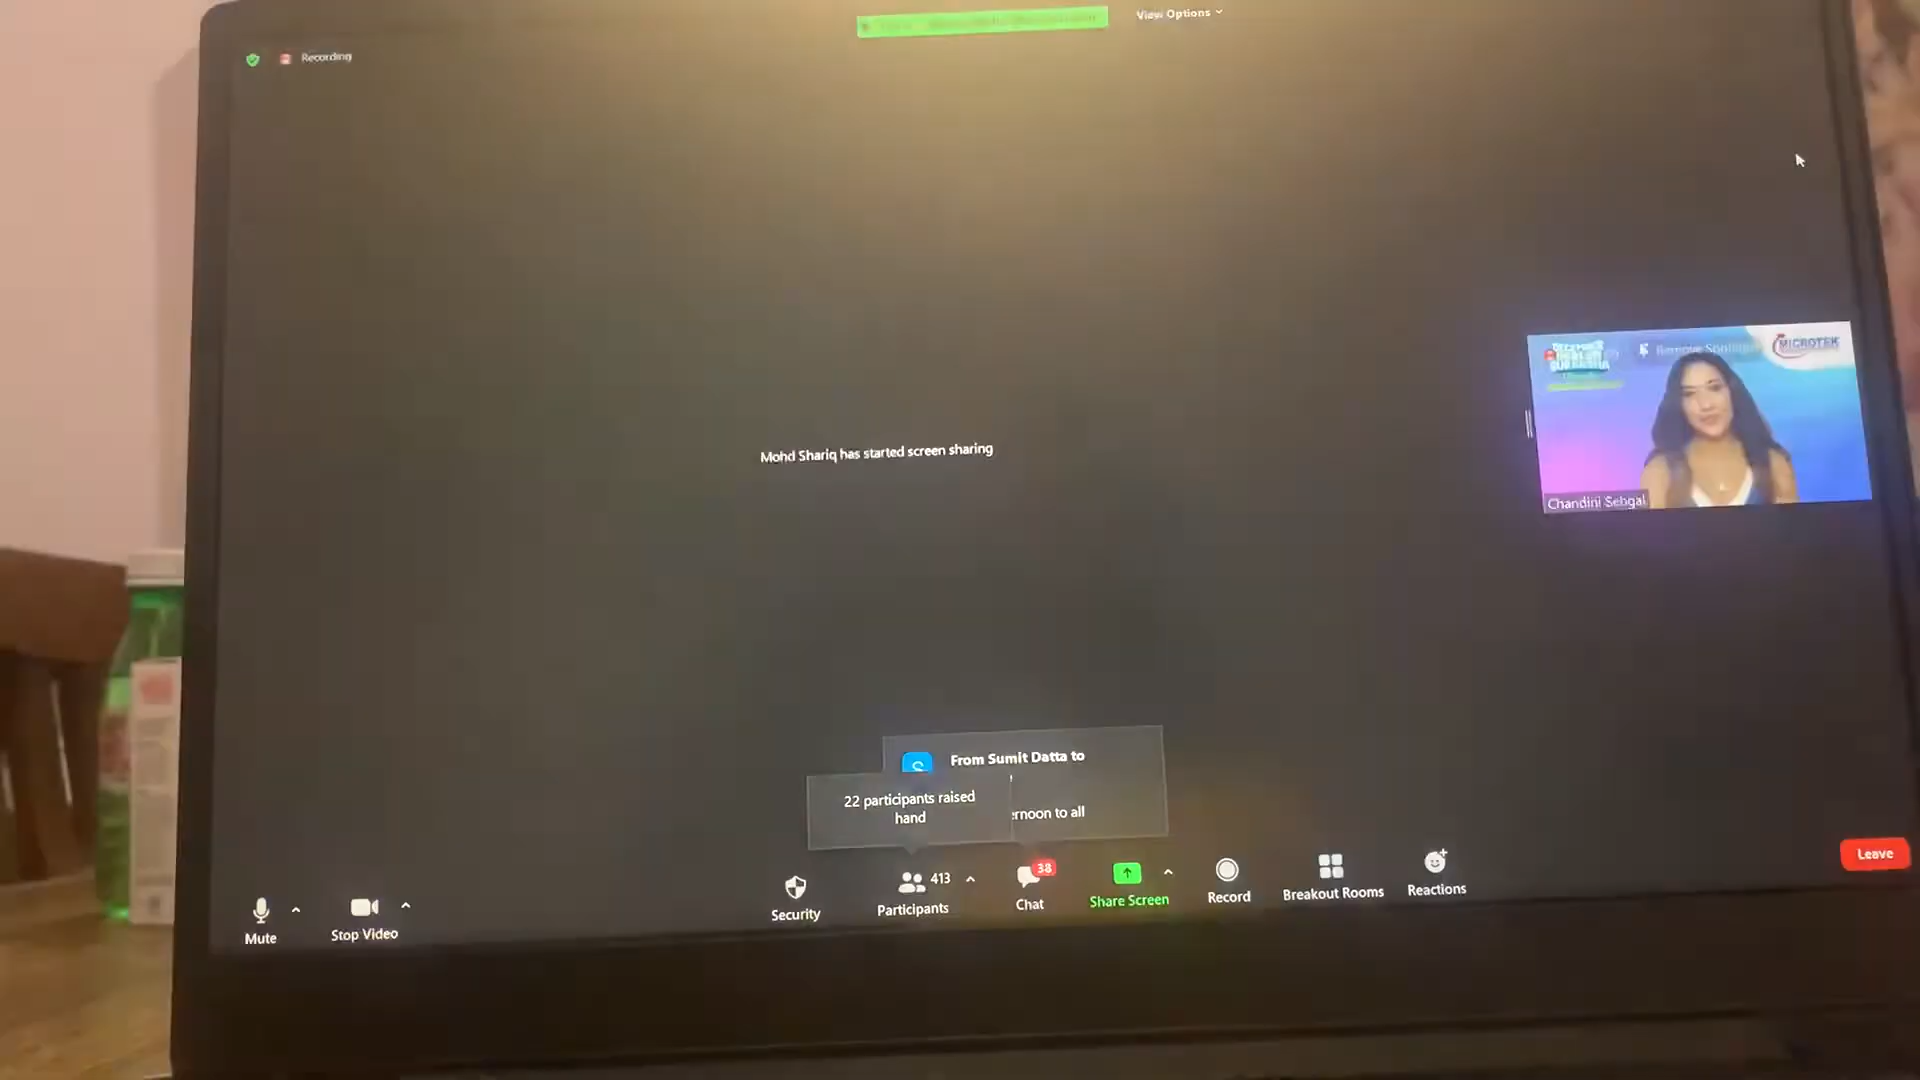 View Options
Recording
MICROTEK
Chandini Sehgal
Mohd Shariq has started screen sharing
From Sumit Datta to
22 participants raised
hand
ernoon to all
413
38
Mute
Stop Video
Security
Participants
Chat
Share Screen
Record
Breakout Rooms
Reactions
Leave